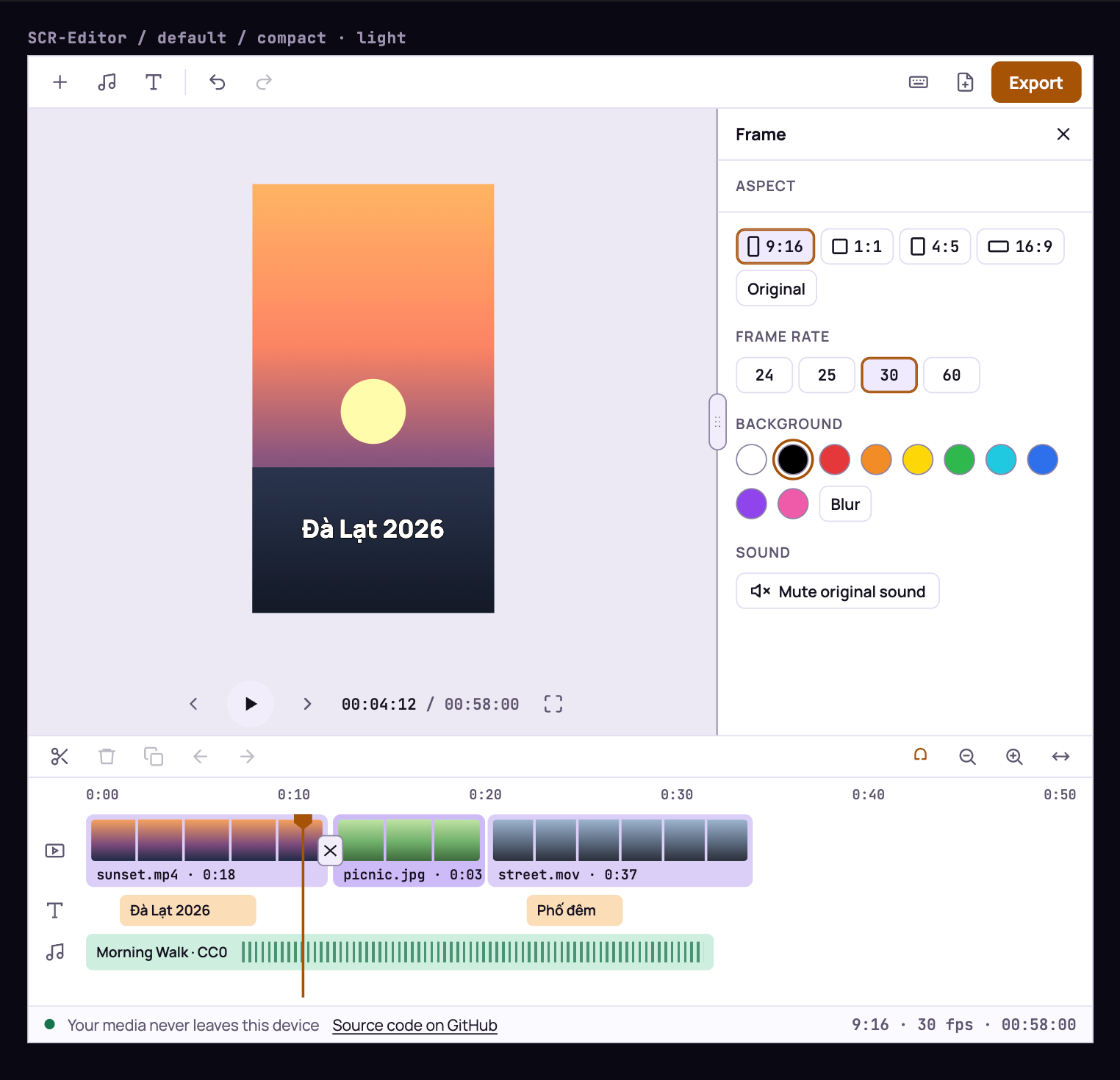 SCR-Editor / default / compact · light
Export
Frame
ASPECT
9:16 1:1 4:5 16:9
Original
FRAME RATE
24 25 30 60
BACKGROUND
Blur
SOUND
Mute original sound
Đà Lạt 2026
00:04:12 / 00:58:00
0:00 0:10 0:20 0:30 0:40 0:50
sunset.mp4 · 0:18 picnic.jpg · 0:03 street.mov · 0:37
Đà Lạt 2026 Phố đêm
Morning Walk · CC0
Your media never leaves this device Source code on GitHub 9:16 · 30 fps · 00:58:00